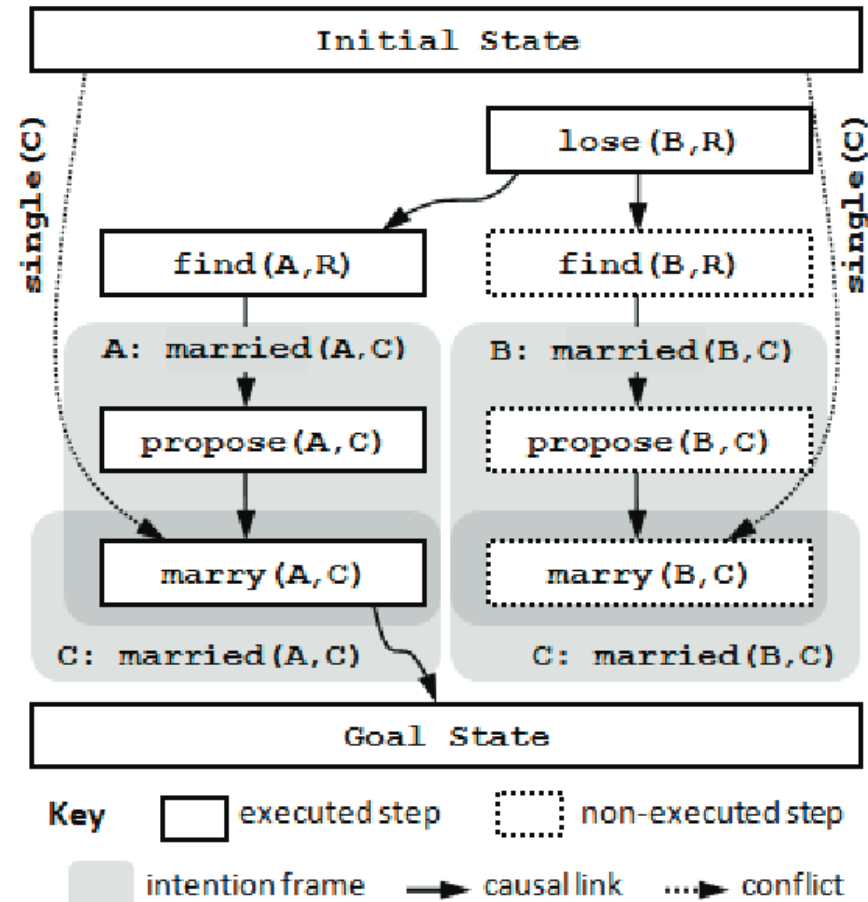 Initial State
single(C)
single(C)
lose(B,R)
find(A,R)
find(B,R)
A: married(A,C)
B: married(B,C)
propose(A,C)
propose(B,C)
marry(A,C)
marry(B,C)
C: married(A,C)
C: married(B,C)
Goal State
Key
executed step
non-executed step
intention frame
causal link
conflict